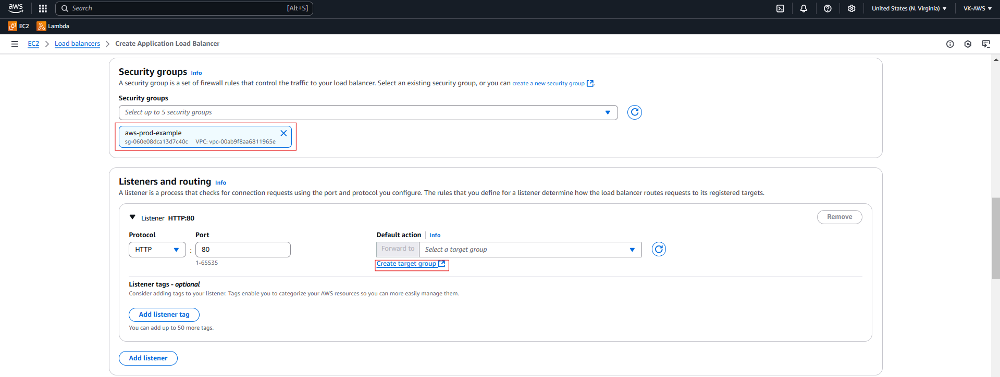 aws
Search
[Alt+S]
United States (N. Virginia)
VK-AWS
EC2
Lambda
EC2
Load balancers
Create Application Load Balancer
Security groups Info
A security group is a set of firewall rules that control the traffic to your load balancer. Select an existing security group, or you can create a new security group.
Security groups
Select up to 5 security groups
aws-prod-example
sg-060e08dca13d7c40c VPC: vpc-00ab9f8aa6811965e
Listeners and routing Info
A listener is a process that checks for connection requests using the port and protocol you configure. The rules that you define for a listener determine how the load balancer routes requests to its registered targets.
Listener HTTP:80
Remove
Protocol Port Default action Info
HTTP : 80 Forward to Select a target group
1-65535 Create target group
Listener tags - optional
Consider adding tags to your listener. Tags enable you to categorize your AWS resources so you can more easily manage them.
Add listener tag
You can add up to 50 more tags.
Add listener